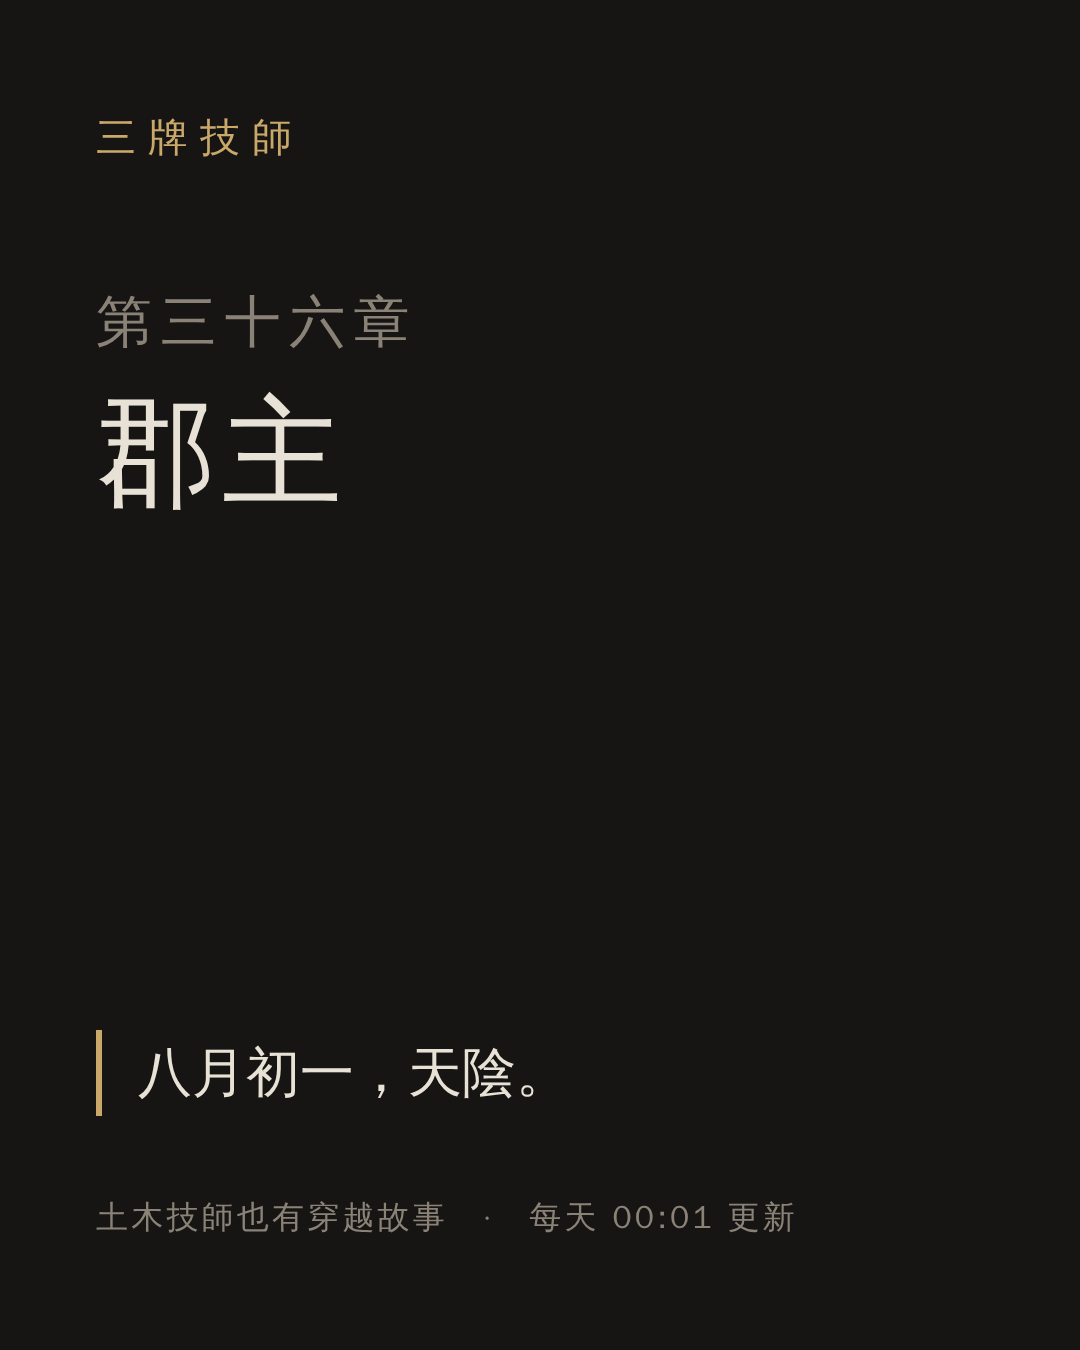 三牌技師
第三十六章
郡主
八月初一，天陰。
土木技師也有穿越故事 · 每天 00:01 更新